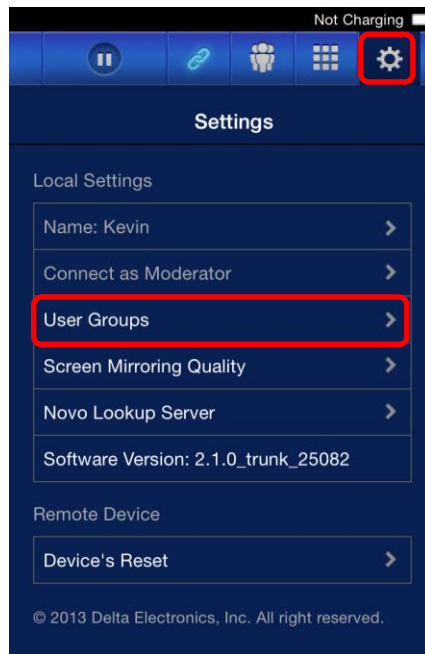 Not Charging
Settings
Local Settings
Name: Kevin
Connect as Moderator
User Groups
Screen Mirroring Quality
Novo Lookup Server
Software Version: 2.1.0_trunk_25082
Remote Device
Device's Reset
© 2013 Delta Electronics, Inc. All right reserved.